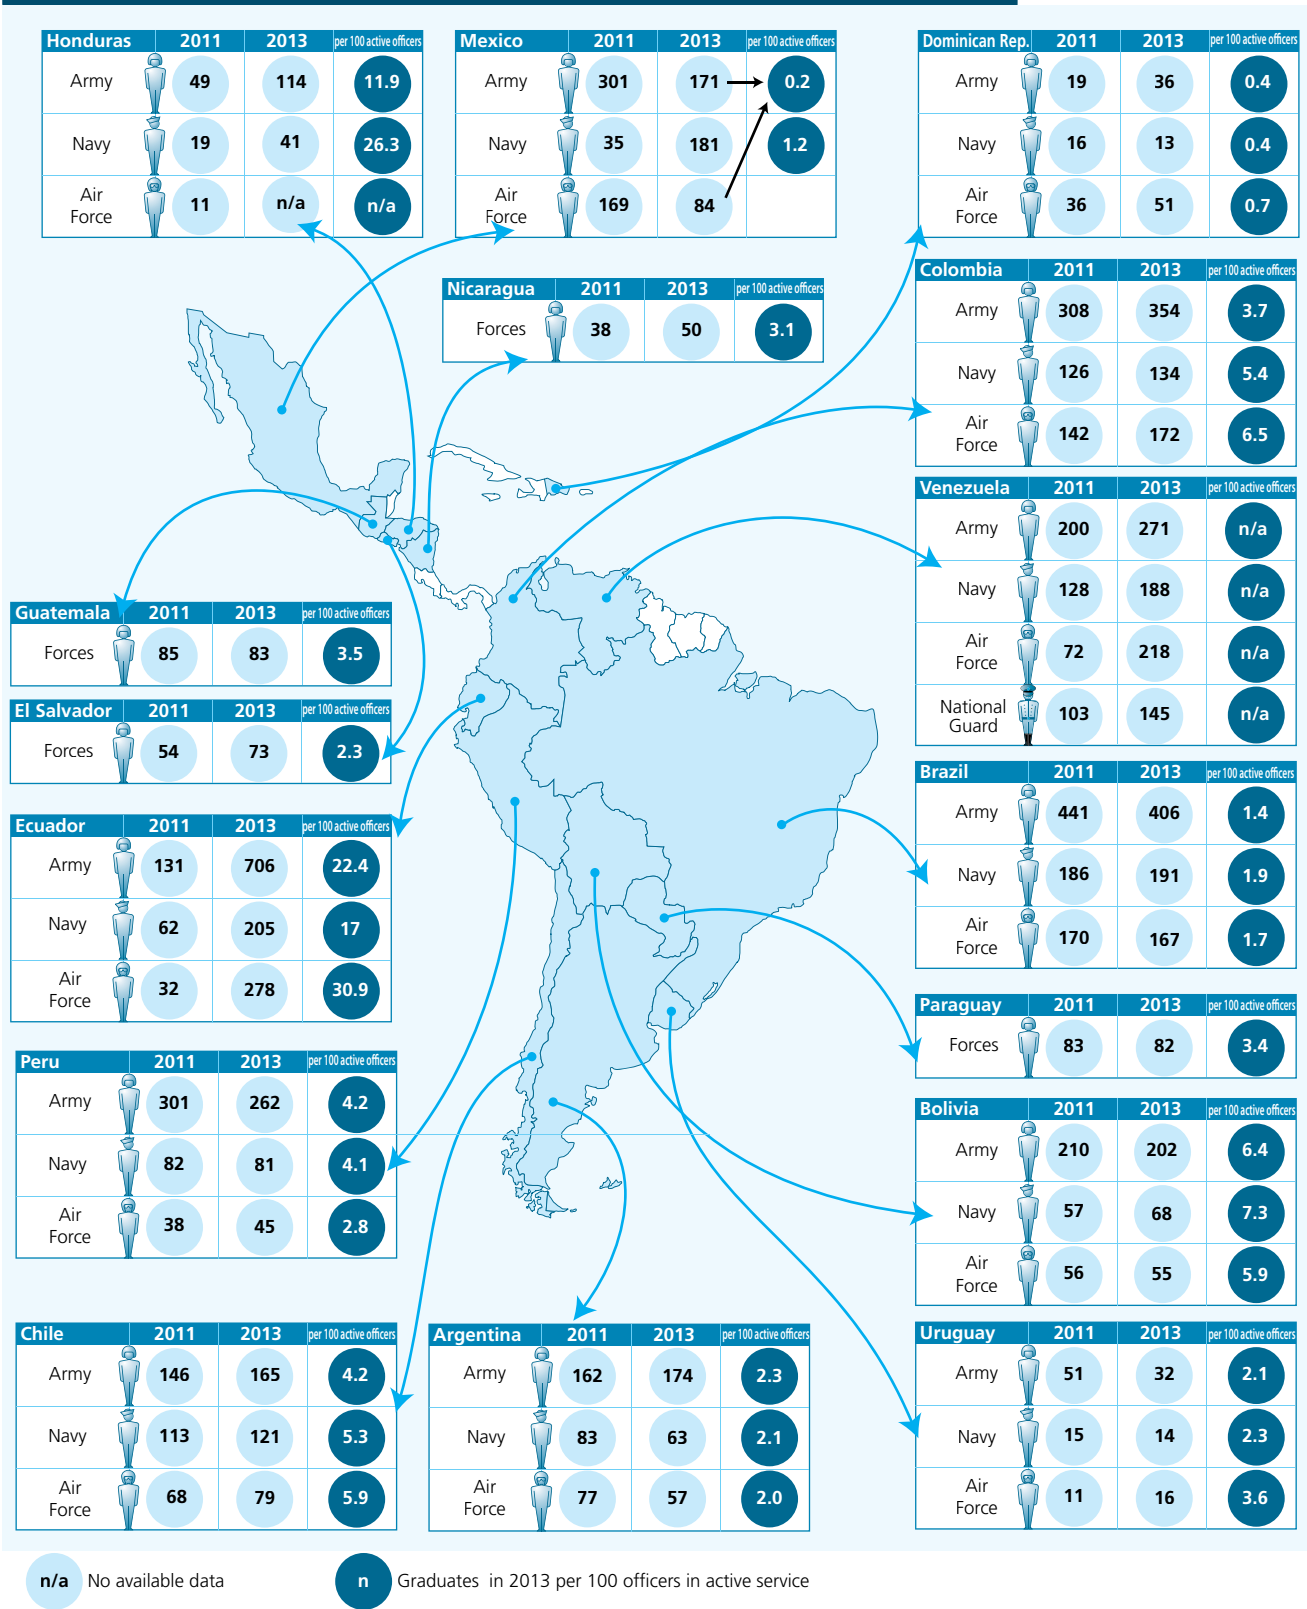 Honduras 2011 2013 per 100 active officers
Army 49 114 11.9
Navy 19 41 26.3
Air Force 11 n/a n/a
Mexico 2011 2013 per 100 active officers
Army 301 171 0.2
Navy 35 181 1.2
Air Force 169 84
Dominican Rep. 2011 2013 per 100 active officers
Army 19 36 0.4
Navy 16 13 0.4
Air Force 36 51 0.7
Nicaragua 2011 2013 per 100 active officers
Forces 38 50 3.1
Colombia 2011 2013 per 100 active officers
Army 308 354 3.7
Navy 126 134 5.4
Air Force 142 172 6.5
Venezuela 2011 2013 per 100 active officers
Army 200 271 n/a
Navy 128 188 n/a
Air Force 72 218 n/a
National Guard 103 145 n/a
Guatemala 2011 2013 per 100 active officers
Forces 85 83 3.5
El Salvador 2011 2013 per 100 active officers
Forces 54 73 2.3
Brazil 2011 2013 per 100 active officers
Army 441 406 1.4
Navy 186 191 1.9
Air Force 170 167 1.7
Ecuador 2011 2013 per 100 active officers
Army 131 706 22.4
Navy 62 205 17
Air Force 32 278 30.9
Paraguay 2011 2013 per 100 active officers
Forces 83 82 3.4
Peru 2011 2013 per 100 active officers
Army 301 262 4.2
Navy 82 81 4.1
Air Force 38 45 2.8
Bolivia 2011 2013 per 100 active officers
Army 210 202 6.4
Navy 57 68 7.3
Air Force 56 55 5.9
Chile 2011 2013 per 100 active officers
Army 146 165 4.2
Navy 113 121 5.3
Air Force 68 79 5.9
Argentina 2011 2013 per 100 active officers
Army 162 174 2.3
Navy 83 63 2.1
Air Force 77 57 2.0
Uruguay 2011 2013 per 100 active officers
Army 51 32 2.1
Navy 15 14 2.3
Air Force 11 16 3.6
n/a No available data
n Graduates in 2013 per 100 officers in active service